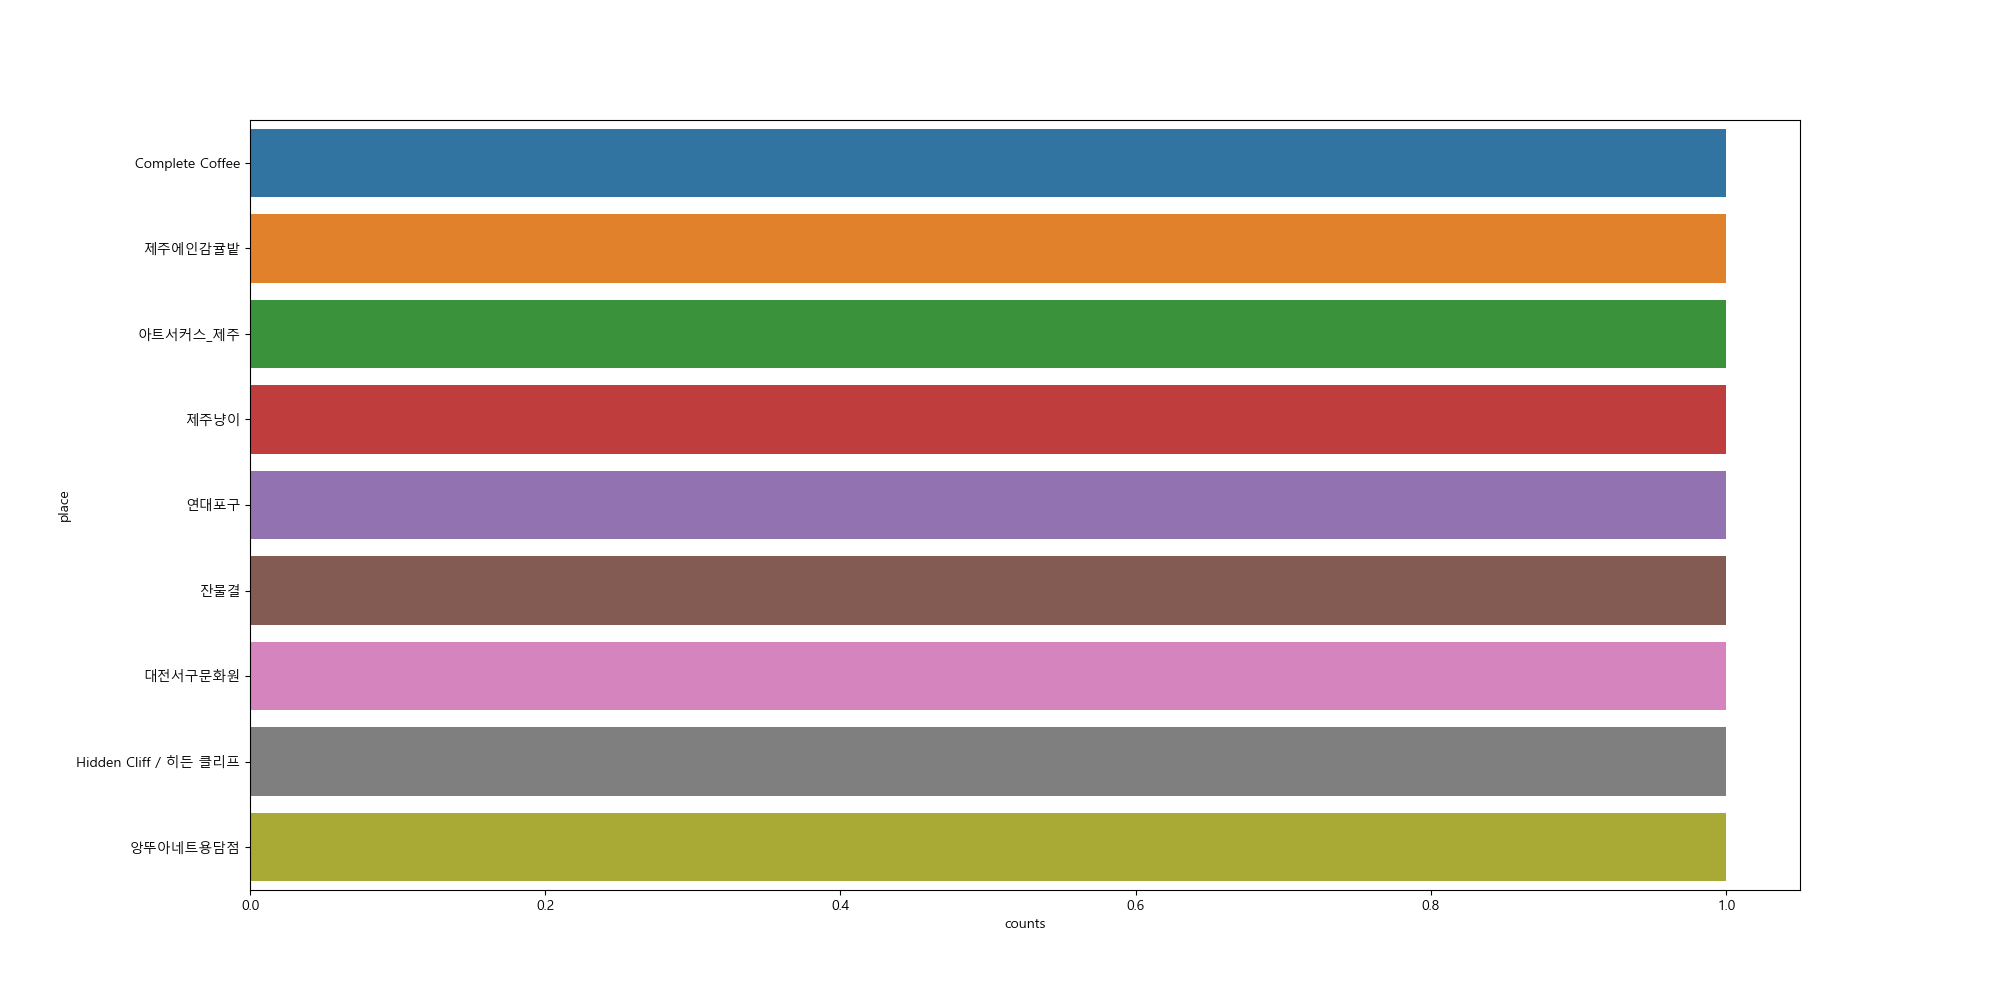 Complete Coffee
제주에인감귤밭
아트서커스_제주
제주냥이
연대포구
잔물결
대전서구문화원
Hidden Cliff / 히든 클리프
앙뚜아네트용담점
place
0.0 0.2 0.4 0.6 0.8 1.0
counts